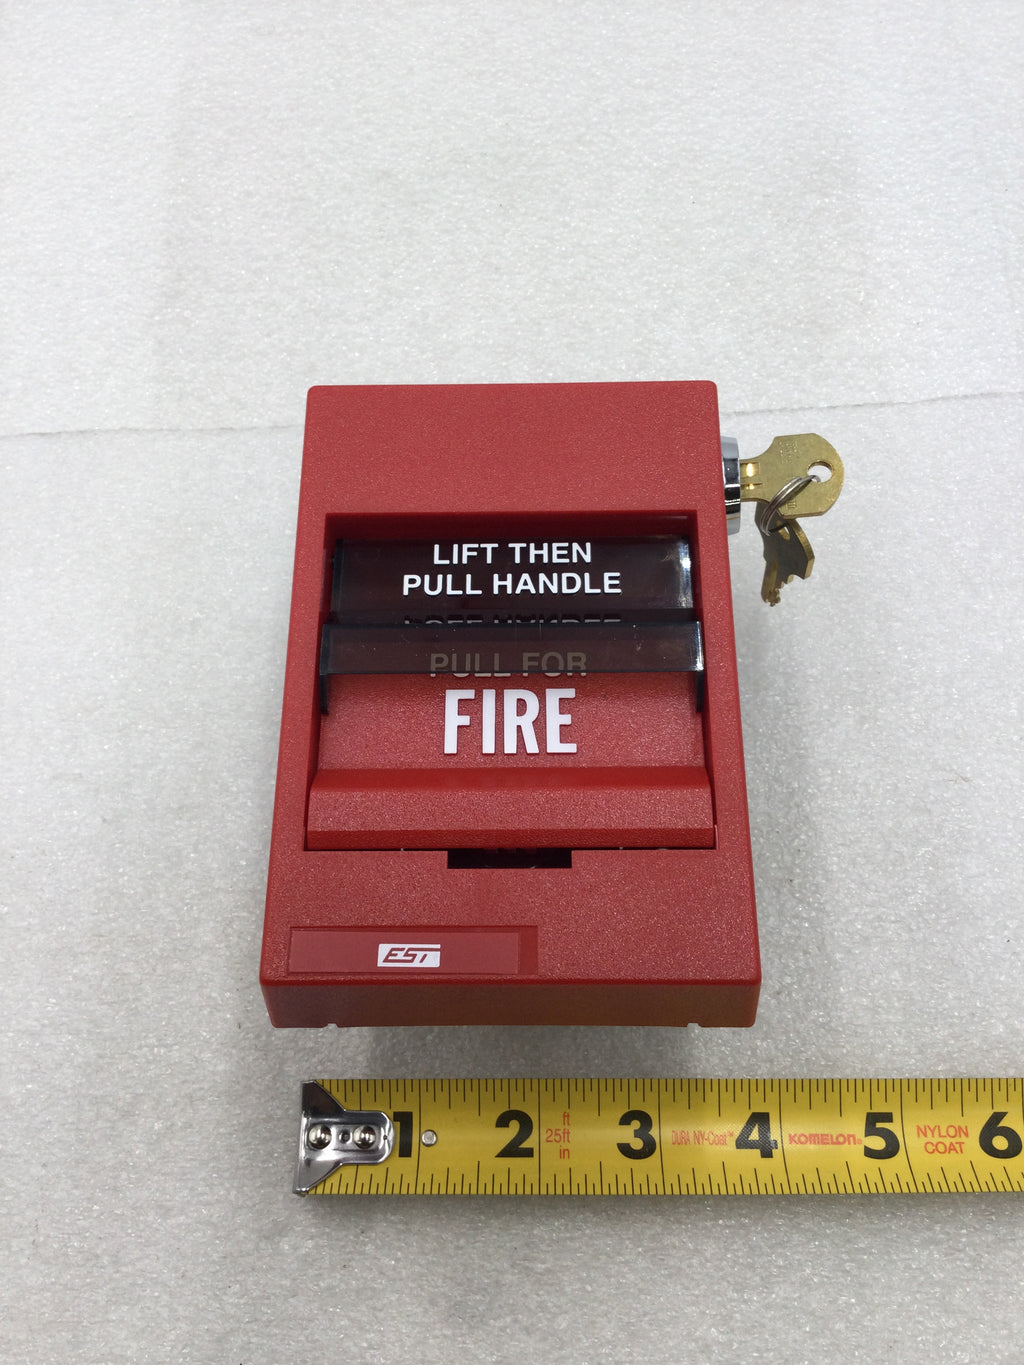 LIFT THEN
PULL HANDLE
PULL FOR
FIRE
EST
1 2 ft 3 DURA NY-Coat™ 4 KOMELON® 5 NYLON 6
25ft COAT
in